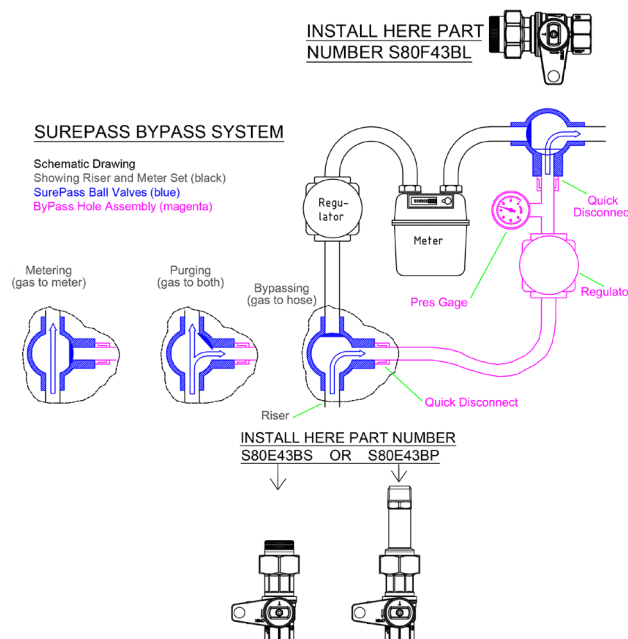 INSTALL HERE PART
NUMBER S80F43BL
SUREPASS BYPASS SYSTEM
Schematic Drawing
Showing Riser and Meter Set (black)
SurePass Ball Valves (blue)
ByPass Hole Assembly (magenta)
Regu-
lator
Meter
Quick
Disconnect
Pres Gage
Regulator
Metering
(gas to meter)
Purging
(gas to both)
Bypassing
(gas to hose)
Quick Disconnect
Riser
INSTALL HERE PART NUMBER
S80E43BS OR S80E43BP